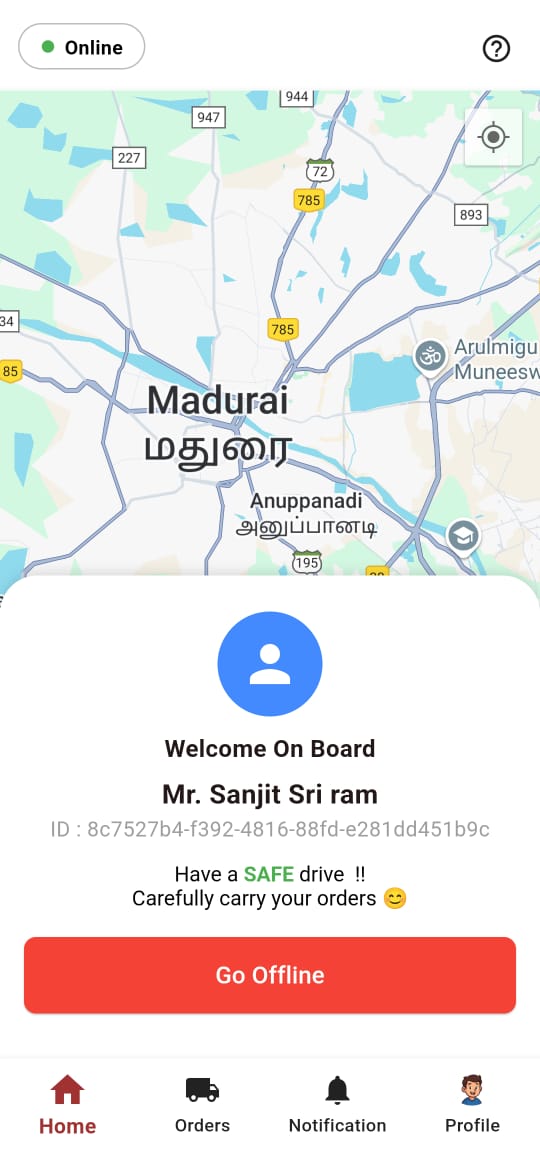 Online
944
947
227
72
785
893
34
785
85
Arulmigu
Muneesw
Madurai
மதுரை
Anuppanadi
அனுப்பானடி
195
Welcome On Board
Mr. Sanjit Sri ram
ID : 8c7527b4-f392-4816-88fd-e281dd451b9c
Have a SAFE drive !!
Carefully carry your orders 😊
Go Offline
Home
Orders
Notification
Profile